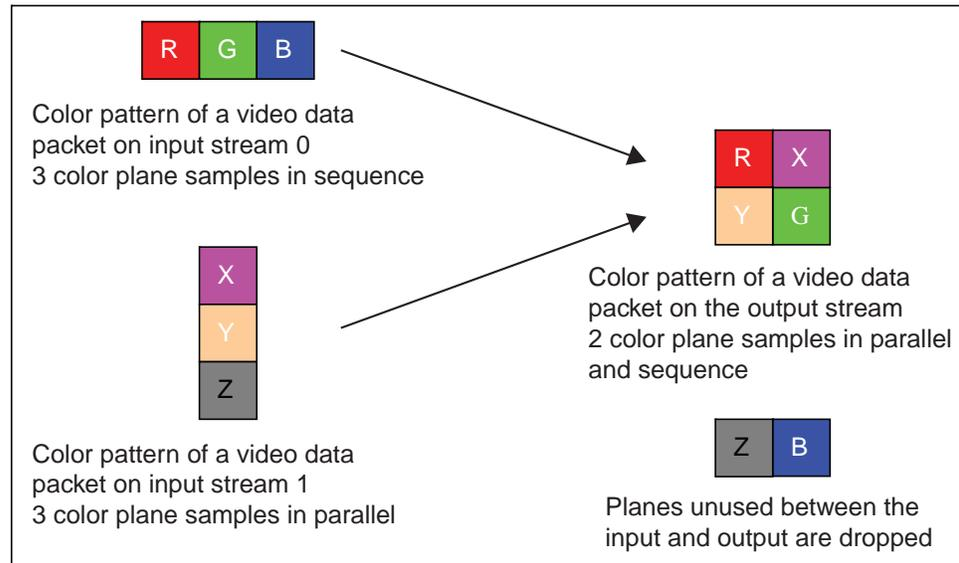 R G B
Color pattern of a video data
packet on input stream 0
3 color plane samples in sequence
X
Y
Z
Color pattern of a video data
packet on input stream 1
3 color plane samples in parallel
R X
Y G
Color pattern of a video data
packet on the output stream
2 color plane samples in parallel
and sequence
Z B
Planes unused between the
input and output are dropped